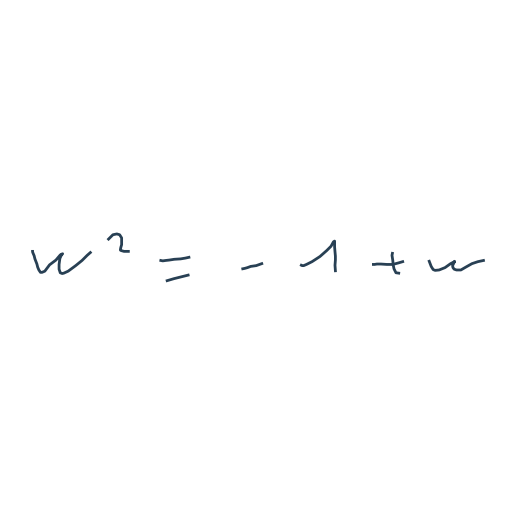 w² = - 1 + w